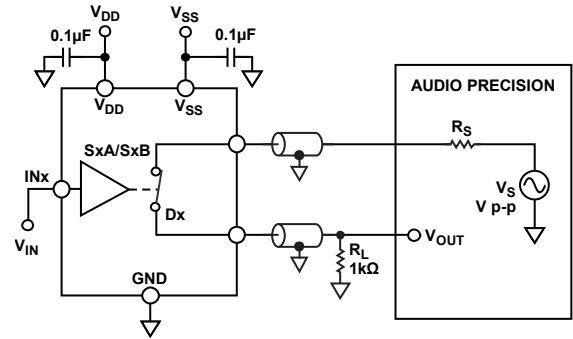 VDD
VSS
0.1µF
0.1µF
VDD
VSS
AUDIO PRECISION
SxA/SxB
RS
INx
VS
V p-p
Dx
VIN
VOUT
RL
1kΩ
GND